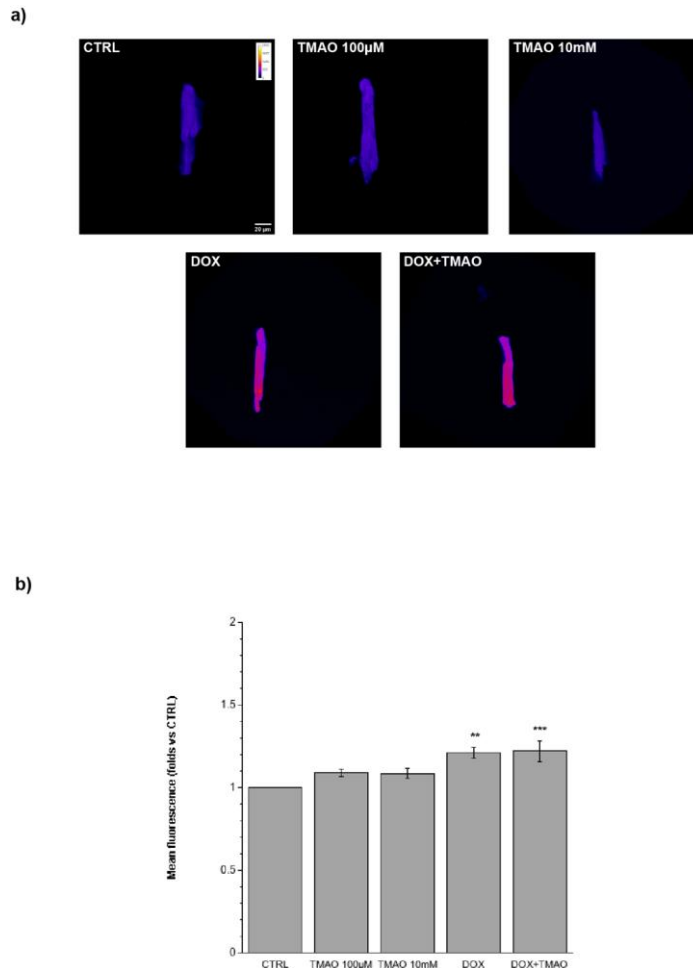 a)
CTRL
TMAO 100µM
TMAO 10mM
20 µm
DOX
DOX+TMAO
b)
Mean fluorescence (folds vs CTRL)
2
1.5
1
0.5
0
**
***
CTRL
TMAO 100µM
TMAO 10mM
DOX
DOX+TMAO